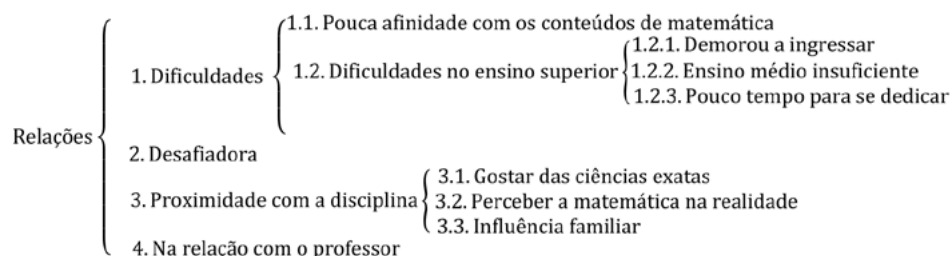 Relações
1. Dificuldades
1.1. Pouca afinidade com os conteúdos de matemática
1.2. Dificuldades no ensino superior
1.2.1. Demorou a ingressar
1.2.2. Ensino médio insuficiente
1.2.3. Pouco tempo para se dedicar
2. Desafiadora
3. Proximidade com a disciplina
3.1. Gostar das ciências exatas
3.2. Perceber a matemática na realidade
3.3. Influência familiar
4. Na relação com o professor